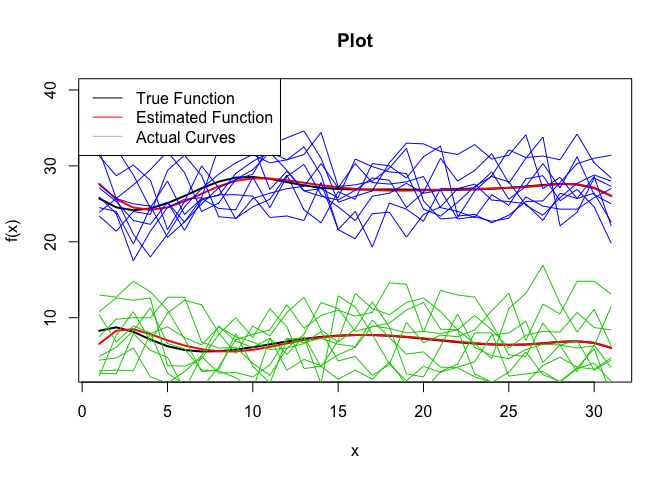 Plot
True Function
Estimated Function
Actual Curves
f(x)
40
30
20
10
0 5 10 15 20 25 30
x